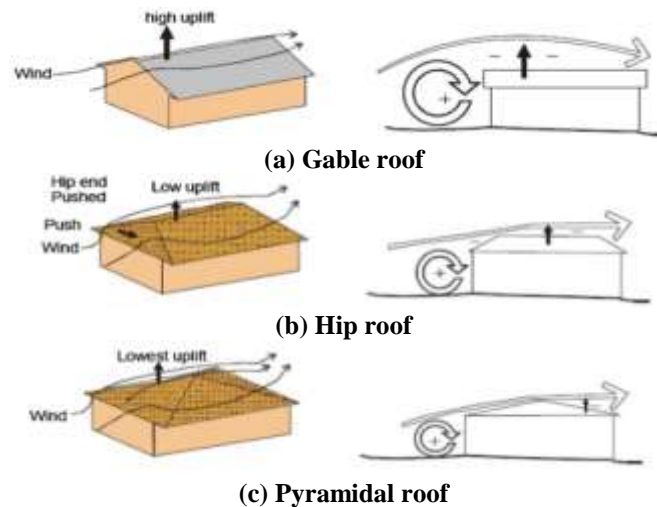 high uplift
Wind
− −
+
(a) Gable roof
Hip end
Pushed
Low uplift
Push
Wind
+
(b) Hip roof
Lowest uplift
Wind
+
(c) Pyramidal roof